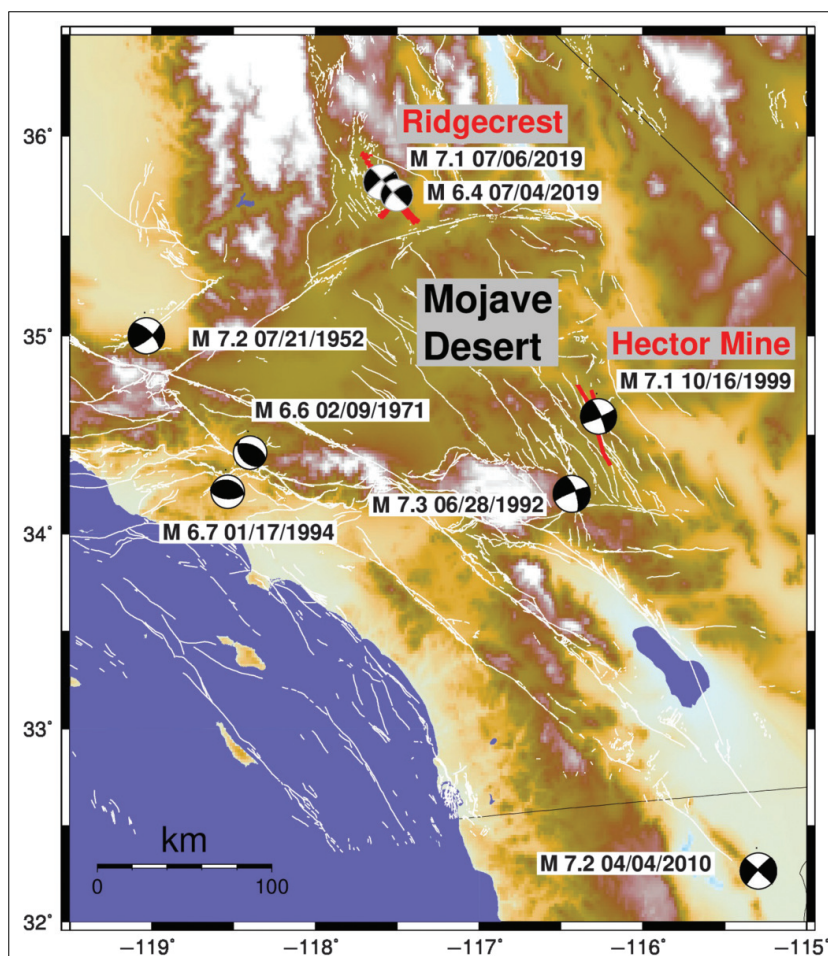 36˚
35˚
34˚
33˚
32˚
Ridgecrest
M 7.1 07/06/2019
M 6.4 07/04/2019
Mojave
Desert
M 7.2 07/21/1952
Hector Mine
M 7.1 10/16/1999
M 6.6 02/09/1971
M 7.3 06/28/1992
M 6.7 01/17/1994
M 7.2 04/04/2010
km
0 100
−119˚ −118˚ −117˚ −116˚ −115˚